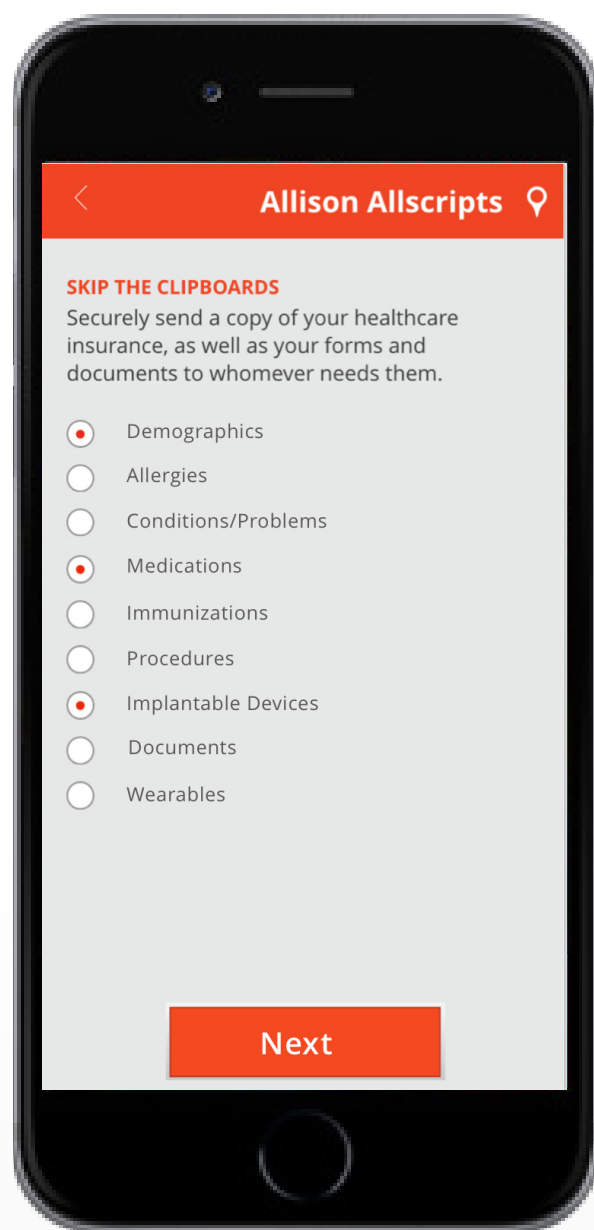 Allison Allscripts
SKIP THE CLIPBOARDS
Securely send a copy of your healthcare
insurance, as well as your forms and
documents to whomever needs them.
Demographics
Allergies
Conditions/Problems
Medications
Immunizations
Procedures
Implantable Devices
Documents
Wearables
Next